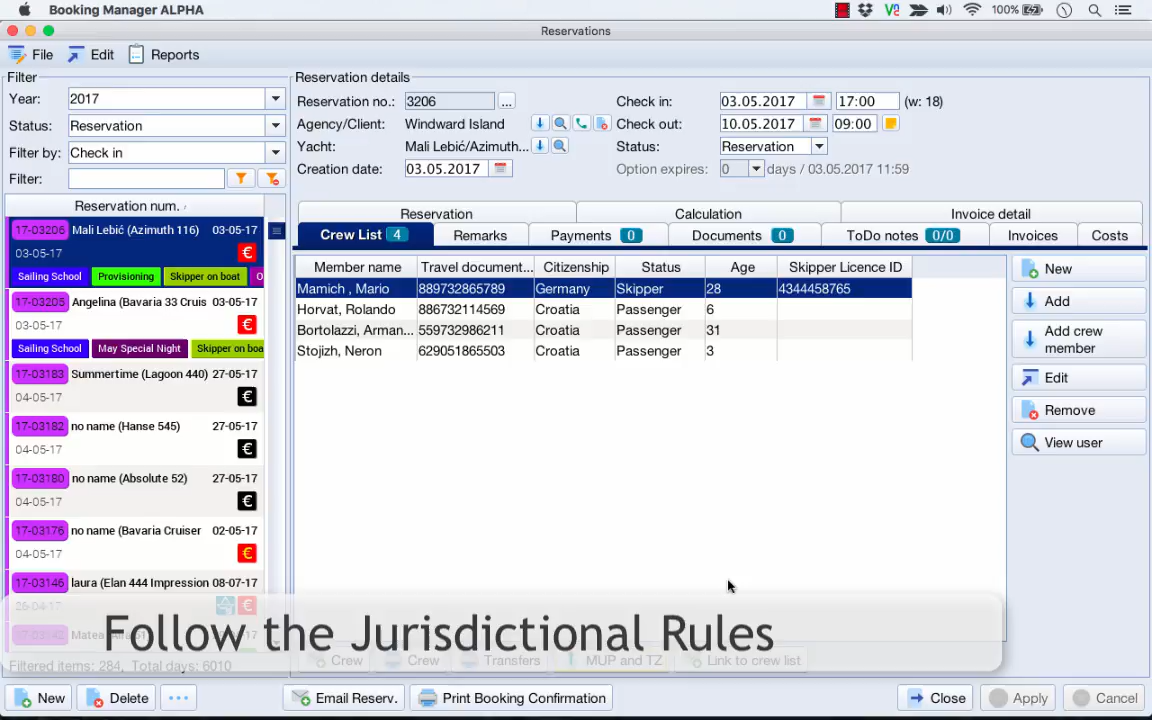 Booking Manager ALPHA
100%
Reservations
File Edit Reports
Filter
Year: 2017
Status: Reservation
Filter by: Check in
Filter:
Reservation num.
17-03206 Mali Lebić (Azimuth 116) 03-05-17
03-05-17 €
Sailing School Provisioning Skipper on boat O
17-03205 Angelina (Bavaria 33 Cruis 03-05-17
03-05-17 €
Sailing School May Special Night Skipper on boa
17-03183 Summertime (Lagoon 440) 27-05-17
04-05-17 €
17-03182 no name (Hanse 545) 27-05-17
04-05-17 €
17-03180 no name (Absolute 52) 27-05-17
04-05-17 €
17-03176 no name (Bavaria Cruiser 02-05-17
04-05-17 €
17-03146 laura (Elan 444 Impression 08-07-17
26-04-17 €
Filtered items: 284, Total days: 6010
New Delete ...
Reservation details
Reservation no.: 3206 ...
Agency/Client: Windward Island
Yacht: Mali Lebić/Azimuth...
Creation date: 03.05.2017
Check in: 03.05.2017 17:00 (w: 18)
Check out: 10.05.2017 09:00
Status: Reservation
Option expires: 0 days / 03.05.2017 11:59
Reservation Calculation Invoice detail
Crew List 4 Remarks Payments 0 Documents 0 ToDo notes 0/0 Invoices Costs
Member name Travel document... Citizenship Status Age Skipper Licence ID
Mamich , Mario 889732865789 Germany Skipper 28 4344458765
Horvat, Rolando 886732114569 Croatia Passenger 6
Bortolazzi, Arman... 559732986211 Croatia Passenger 31
Stojizh, Neron 629051865503 Croatia Passenger 3
New
Add
Add crew
member
Edit
Remove
View user
Follow the Jurisdictional Rules
Crew Crew Transfers MUP and TZ Link to crew list
Email Reserv. Print Booking Confirmation Close Apply Cancel